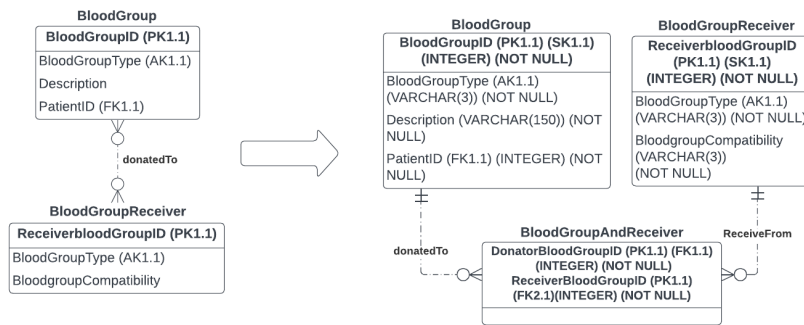 BloodGroup
BloodGroupID (PK1.1)
BloodGroupType (AK1.1)
Description
PatientID (FK1.1)
donatedTo
BloodGroupReceiver
ReceiverbloodGroupID (PK1.1)
BloodGroupType (AK1.1)
BloodgroupCompatibility
BloodGroup
BloodGroupID (PK1.1) (SK1.1)
(INTEGER) (NOT NULL)
BloodGroupType (AK1.1)
(VARCHAR(3)) (NOT NULL)
Description (VARCHAR(150)) (NOT
NULL)
PatientID (FK1.1) (INTEGER) (NOT
NULL)
BloodGroupReceiver
ReceiverbloodGroupID
(PK1.1) (SK1.1)
(INTEGER) (NOT NULL)
BloodGroupType (AK1.1)
(VARCHAR(3)) (NOT NULL)
BloodgroupCompatibility
(VARCHAR(3))
(NOT NULL)
donatedTo
BloodGroupAndReceiver
ReceiveFrom
DonatorBloodGroupID (PK1.1) (FK1.1)
(INTEGER) (NOT NULL)
ReceiverBloodGroupID (PK1.1)
(FK2.1)(INTEGER) (NOT NULL)